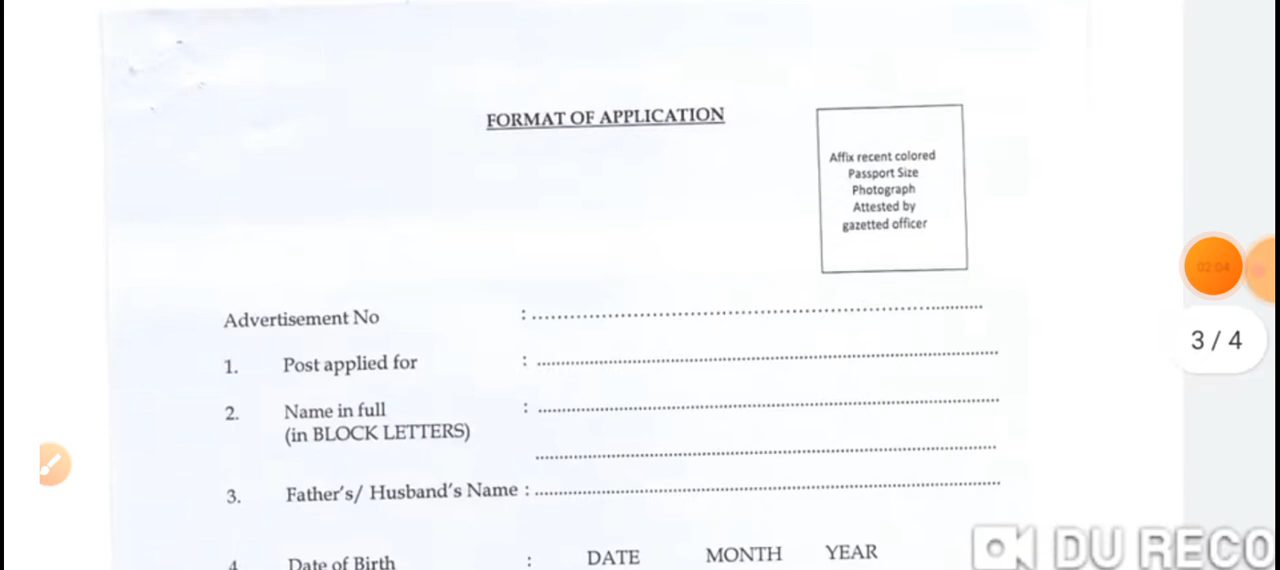 FORMAT OF APPLICATION
Affix recent colored
Passport Size
Photograph
Attested by
gazetted officer
Advertisement No :
1. Post applied for :
2. Name in full :
(in BLOCK LETTERS)
3. Father's/ Husband's Name :
4 Date of Birth : DATE MONTH YEAR
02:04
3 / 4
DU RECO